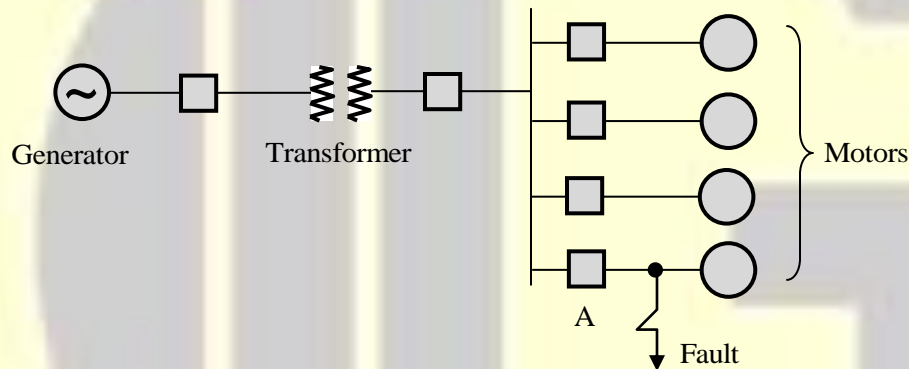 ~
Generator
Transformer
Motors
A
Fault